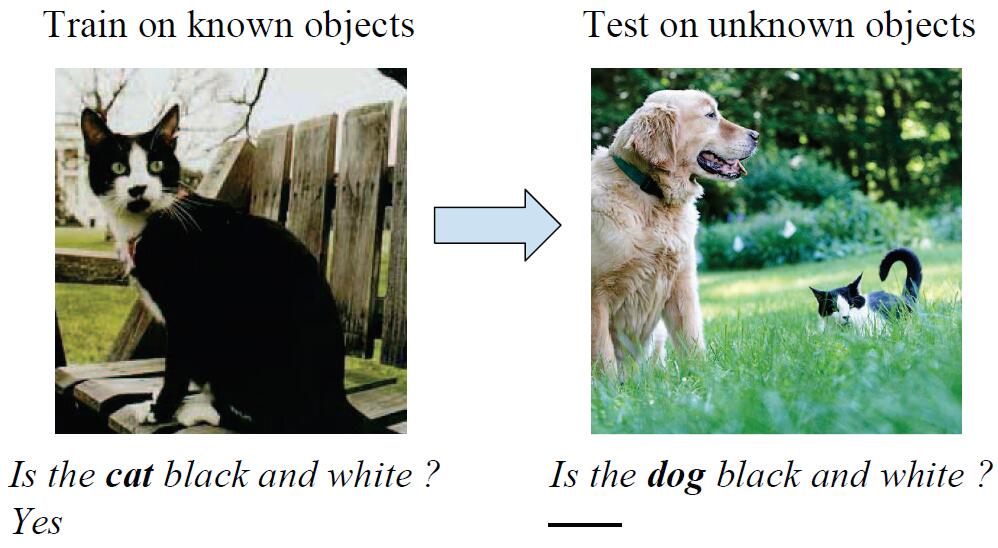 Train on known objects
Test on unknown objects
Is the cat black and white ?
Yes
Is the dog black and white ?